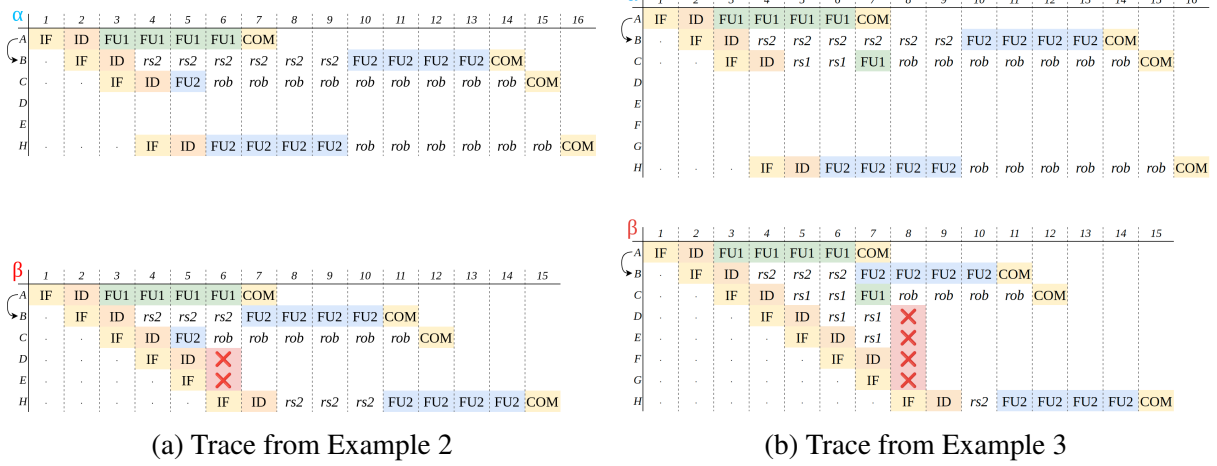 α 1 2 3 4 5 6 7 8 9 10 11 12 13 14 15 16
A IF ID FU1 FU1 FU1 FU1 COM
B . IF ID rs2 rs2 rs2 rs2 rs2 rs2 FU2 FU2 FU2 FU2 COM
C . . IF ID FU2 rob rob rob rob rob rob rob rob rob COM
D
E
H . . . IF ID FU2 FU2 FU2 FU2 rob rob rob rob rob rob COM
β 1 2 3 4 5 6 7 8 9 10 11 12 13 14 15
A IF ID FU1 FU1 FU1 FU1 COM
B . IF ID rs2 rs2 rs2 FU2 FU2 FU2 FU2 COM
C . . IF ID FU2 rob rob rob rob rob rob COM
D . . . IF ID
E . . . . IF
H . . . . . IF ID rs2 rs2 rs2 FU2 FU2 FU2 FU2 COM
(a) Trace from Example 2
1 2 3 4 5 6 7 8 9 10 11 12 13 14 15 16
A IF ID FU1 FU1 FU1 FU1 COM
B . IF ID rs2 rs2 rs2 rs2 rs2 rs2 FU2 FU2 FU2 FU2 COM
C . . IF ID rs1 rs1 FU1 rob rob rob rob rob rob rob COM
D
E
F
G
H . . . IF ID FU2 FU2 FU2 FU2 rob rob rob rob rob rob COM
β 1 2 3 4 5 6 7 8 9 10 11 12 13 14 15
A IF ID FU1 FU1 FU1 FU1 COM
B . IF ID rs2 rs2 rs2 FU2 FU2 FU2 FU2 COM
C . . IF ID rs1 rs1 FU1 rob rob rob rob COM
D . . . IF ID rs1 rs1
E . . . . IF ID rs1
F . . . . . IF ID
G . . . . . . IF
H . . . . . . . IF ID rs2 FU2 FU2 FU2 FU2 COM
(b) Trace from Example 3